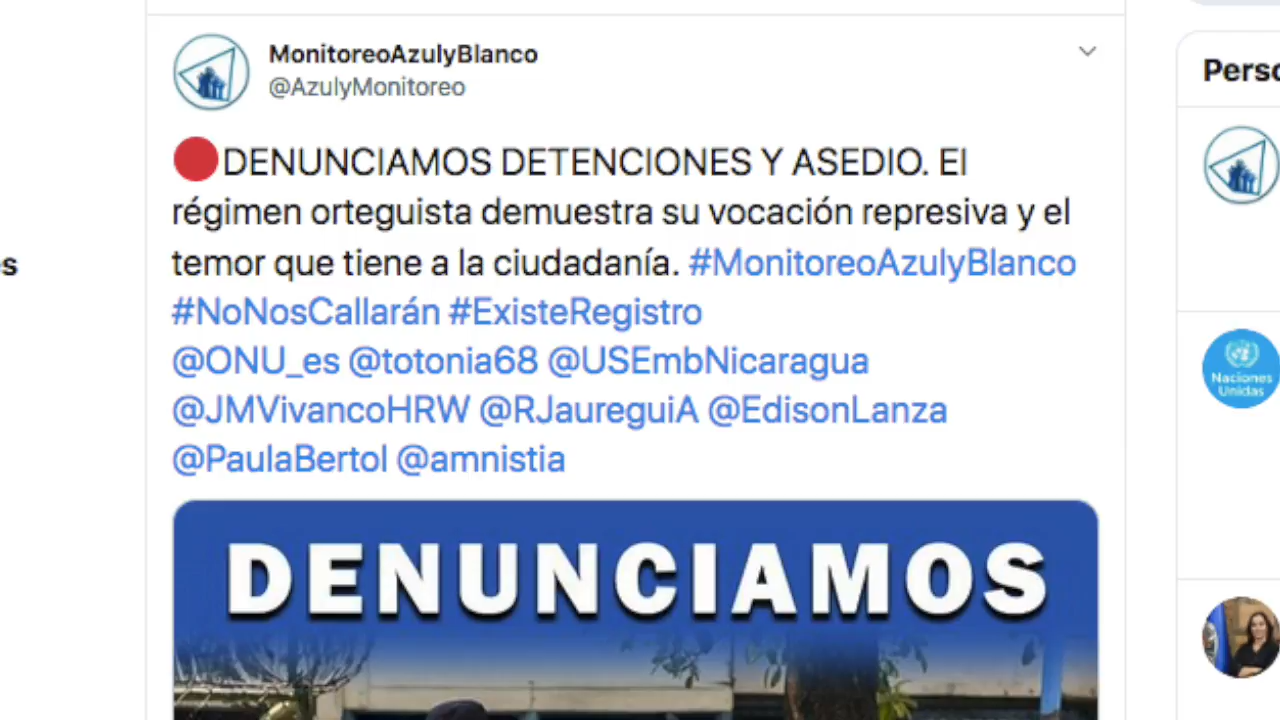 MonitoreoAzulyBlanco
@AzulyMonitoreo
DENUNCIAMOS DETENCIONES Y ASEDIO. El
régimen orteguista demuestra su vocación represiva y el
temor que tiene a la ciudadanía. #MonitoreoAzulyBlanco
#NoNosCallarán #ExisteRegistro
@ONU_es @totonia68 @USEmbNicaragua
@JMVivancoHRW @RJaureguiA @EdisonLanza
@PaulaBertol @amnistia
DENUNCIAMOS
Perso
Naciones
Unidas